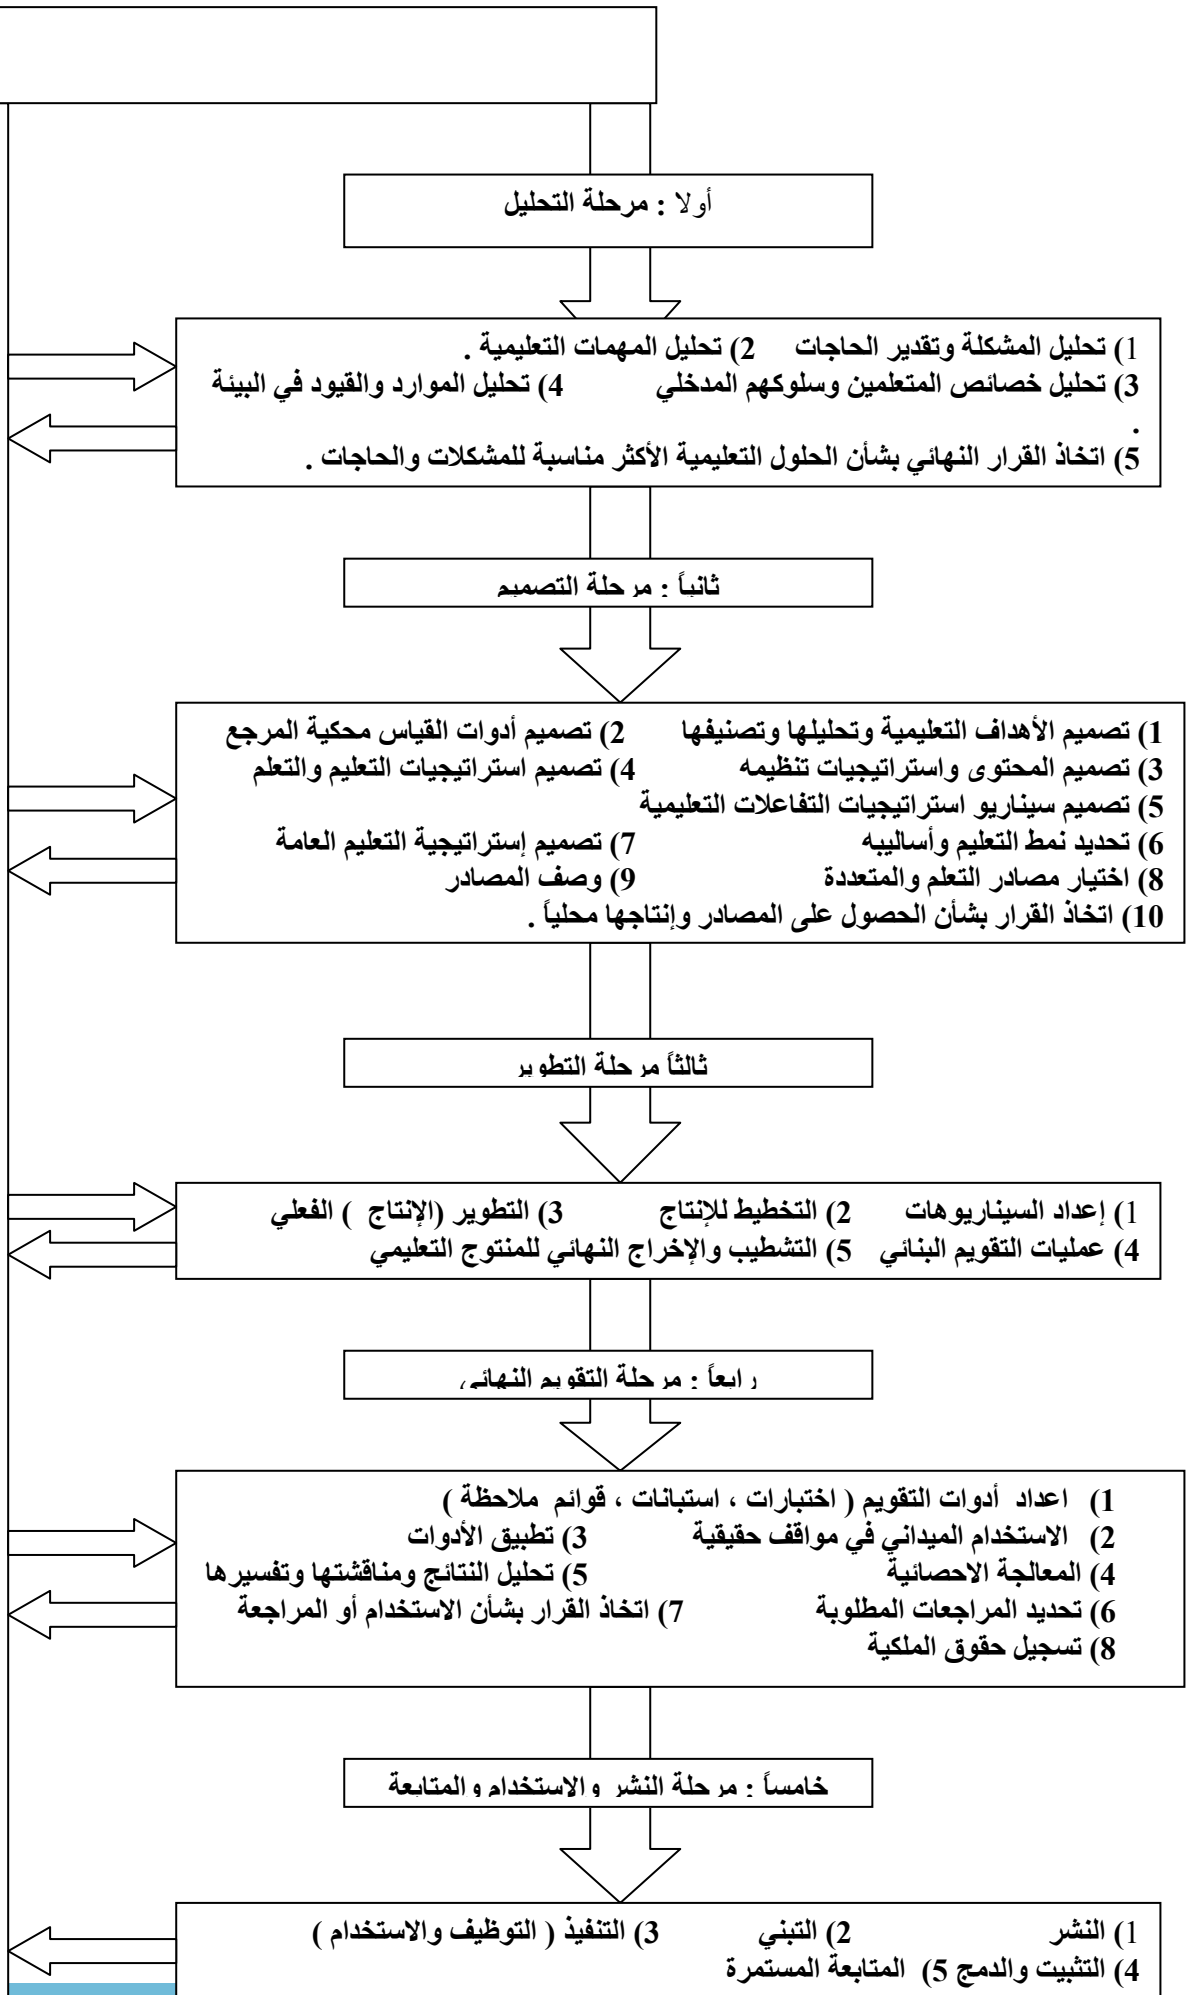 أولا : مرحلة التحليل
1) تحليل المشكلة وتقدير الحاجات 2) تحليل المهمات التعليمية .
3) تحليل خصائص المتعلمين وسلوكهم المدخلي 4) تحليل الموارد والقيود في البيئة
.
5) اتخاذ القرار النهائي بشأن الحلول التعليمية الأكثر مناسبة للمشكلات والحاجات .
ثانياً : مرحلة التصميم
1) تصميم الأهداف التعليمية وتحليلها وتصنيفها 2) تصميم أدوات القياس محكية المرجع
3) تصميم المحتوى واستراتيجيات تنظيمه 4) تصميم استراتيجيات التعليم والتعلم
5) تصميم سيناريو استراتيجيات التفاعلات التعليمية
6) تحديد نمط التعليم وأساليبه 7) تصميم إستراتيجية التعليم العامة
8) اختيار مصادر التعلم والمتعددة 9) وصف المصادر
10) اتخاذ القرار بشأن الحصول على المصادر وإنتاجها محلياً .
ثالثاً مرحلة التطوير
1) إعداد السيناريوهات 2) التخطيط للإنتاج 3) التطوير (الإنتاج ) الفعلي
4) عمليات التقويم البنائي 5) التشطيب والإخراج النهائي للمنتوج التعليمي
رابعاً : مرحلة التقويم النهائي
1) اعداد أدوات التقويم ( اختبارات ، استبانات ، قوائم ملاحظة )
2) الاستخدام الميداني في مواقف حقيقية 3) تطبيق الأدوات
4) المعالجة الاحصائية 5) تحليل النتائج ومناقشتها وتفسيرها
6) تحديد المراجعات المطلوبة 7) اتخاذ القرار بشأن الاستخدام أو المراجعة
8) تسجيل حقوق الملكية
خامساً : مرحلة النشر والاستخدام والمتابعة
1) النشر 2) التبني 3) التنفيذ ( التوظيف والاستخدام )
4) التثبيت والدمج 5) المتابعة المستمرة